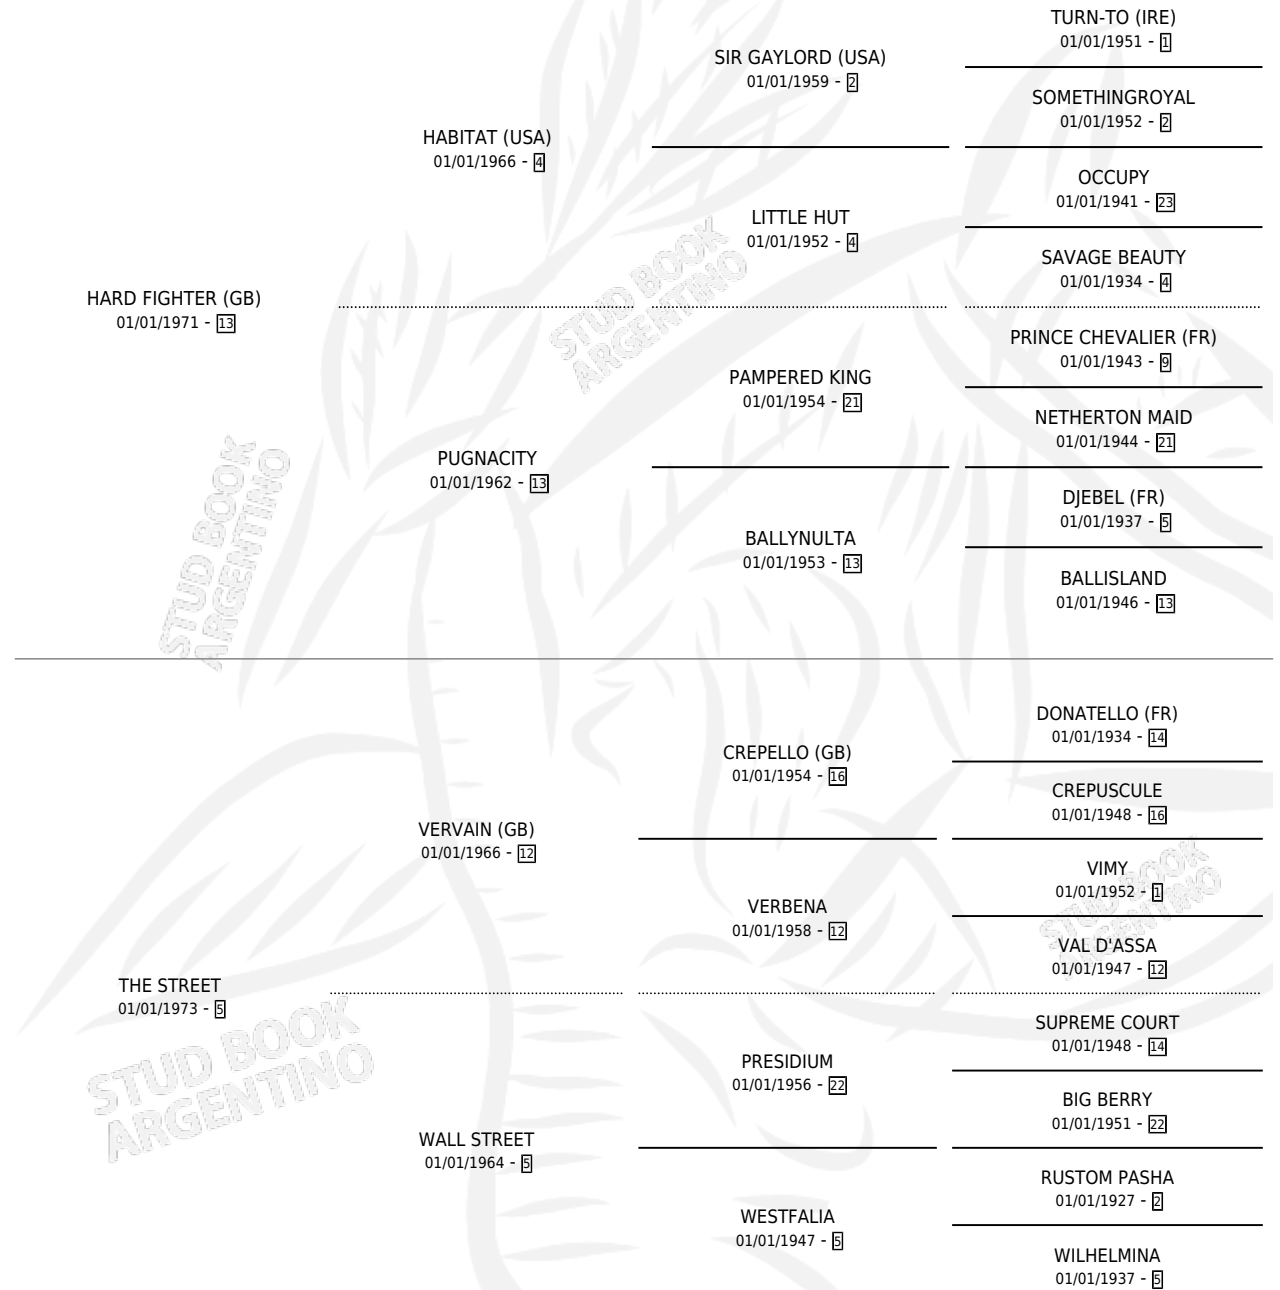 TURN-TO (IRE)
01/01/1951 - 1
SIR GAYLORD (USA)
01/01/1959 - 2
SOMETHINGROYAL
01/01/1952 - 2
HABITAT (USA)
01/01/1966 - 4
OCCUPY
01/01/1941 - 23
LITTLE HUT
01/01/1952 - 4
SAVAGE BEAUTY
01/01/1934 - 4
HARD FIGHTER (GB)
01/01/1971 - 13
PRINCE CHEVALIER (FR)
01/01/1943 - 9
PAMPERED KING
01/01/1954 - 21
NETHERTON MAID
01/01/1944 - 21
PUGNACITY
01/01/1962 - 13
DJEBEL (FR)
01/01/1937 - 5
BALLYNULTA
01/01/1953 - 13
BALLISLAND
01/01/1946 - 13
DONATELLO (FR)
01/01/1934 - 14
CREPELLO (GB)
01/01/1954 - 16
CREPUSCULE
01/01/1948 - 16
VERVAIN (GB)
01/01/1966 - 12
VIMY
01/01/1952 - 1
VERBENA
01/01/1958 - 12
VAL D'ASSA
01/01/1947 - 12
THE STREET
01/01/1973 - 5
SUPREME COURT
01/01/1948 - 14
PRESIDIUM
01/01/1956 - 22
BIG BERRY
01/01/1951 - 22
WALL STREET
01/01/1964 - 5
RUSTOM PASHA
01/01/1927 - 2
WESTFALIA
01/01/1947 - 5
WILHELMINA
01/01/1937 - 5
STUD BOOK
ARGENTINO
STUD BOOK
ARGENTINO
STUD BOOK
ARGENTINO
STUD BOOK
ARGENTINO